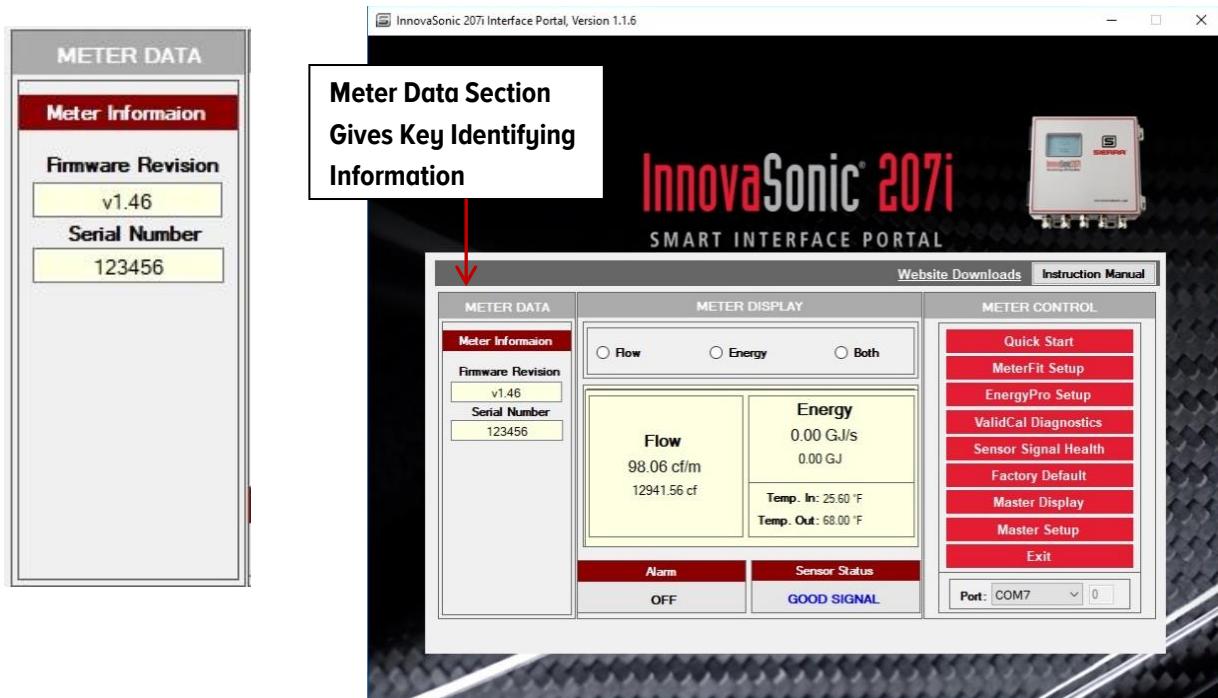 METER DATA
Meter Informaion
Firmware Revision
v1.46
Serial Number
123456
InnovaSonic 207i Interface Portal, Version 1.1.6
Meter Data Section
Gives Key Identifying
Information
InnovaSonic® 207i
SMART INTERFACE PORTAL
SIERRA
Website Downloads Instruction Manual
METER DATA
Meter Informaion
Firmware Revision
v1.46
Serial Number
123456
METER DISPLAY
Flow Energy Both
Flow
98.06 cf/m
12941.56 cf
Energy
0.00 GJ/s
0.00 GJ
Temp. In: 25.60 °F
Temp. Out: 68.00 °F
Alarm
OFF
Sensor Status
GOOD SIGNAL
METER CONTROL
Quick Start
MeterFit Setup
EnergyPro Setup
ValidCal Diagnostics
Sensor Signal Health
Factory Default
Master Display
Master Setup
Exit
Port: COM7 0